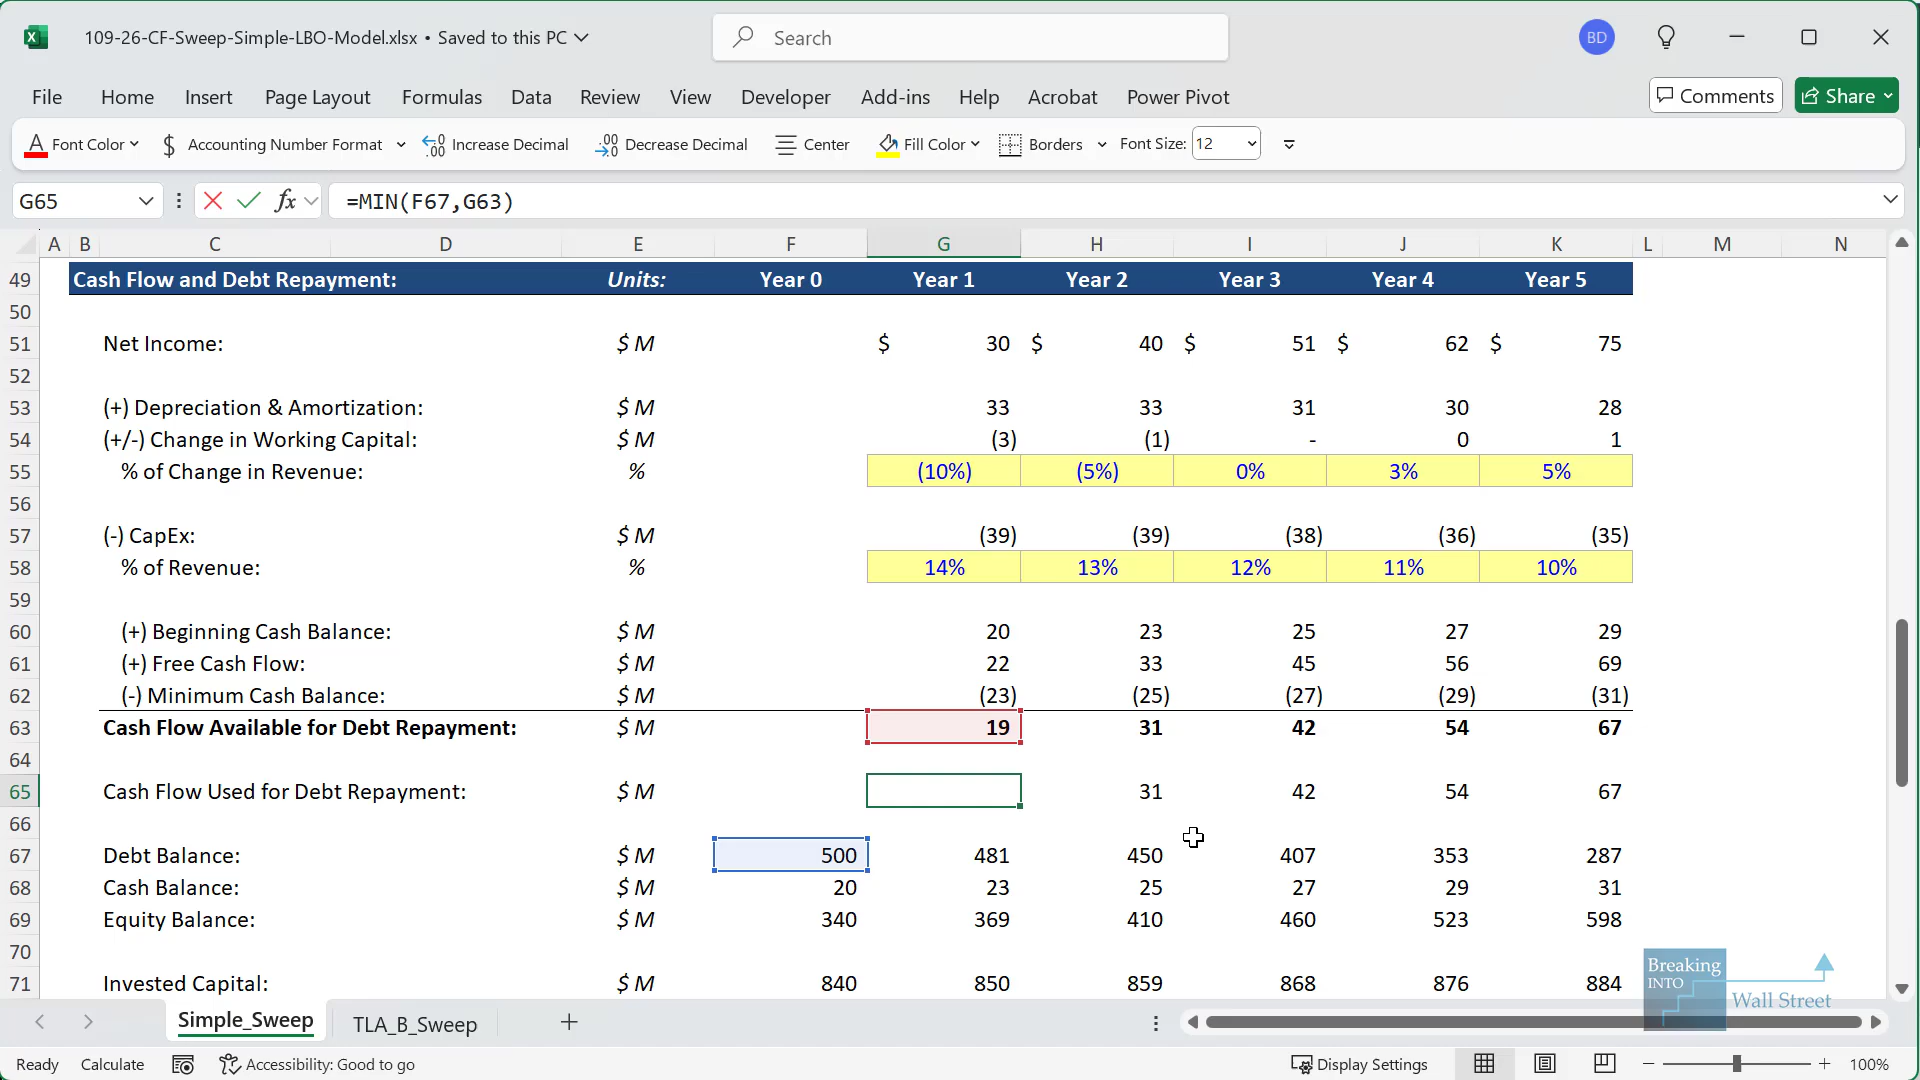 109-26-CF-Sweep-Simple-LBO-Model.xlsx • Saved to this PC
Search
BD
File Home Insert Page Layout Formulas Data Review View Developer Add-ins Help Acrobat Power Pivot
Comments Share
Font Color Accounting Number Format Increase Decimal Decrease Decimal Center Fill Color Borders Font Size: 12
G65 fx =MIN(F67,G63)
A B C D E F G H I J K L M N
49 Cash Flow and Debt Repayment: Units: Year 0 Year 1 Year 2 Year 3 Year 4 Year 5
50
51 Net Income: $ M $ 30 $ 40 $ 51 $ 62 $ 75
52
53 (+) Depreciation & Amortization: $ M 33 33 31 30 28
54 (+/-) Change in Working Capital: $ M (3) (1) - 0 1
55 % of Change in Revenue: % (10%) (5%) 0% 3% 5%
56
57 (-) CapEx: $ M (39) (39) (38) (36) (35)
58 % of Revenue: % 14% 13% 12% 11% 10%
59
60 (+) Beginning Cash Balance: $ M 20 23 25 27 29
61 (+) Free Cash Flow: $ M 22 33 45 56 69
62 (-) Minimum Cash Balance: $ M (23) (25) (27) (29) (31)
63 Cash Flow Available for Debt Repayment: $ M 19 31 42 54 67
64
65 Cash Flow Used for Debt Repayment: $ M 31 42 54 67
66
67 Debt Balance: $ M 500 481 450 407 353 287
68 Cash Balance: $ M 20 23 25 27 29 31
69 Equity Balance: $ M 340 369 410 460 523 598
70
71 Invested Capital: $ M 840 850 859 868 876 884
Breaking
INTO
Wall Street
Simple_Sweep TLA_B_Sweep
Ready Calculate Accessibility: Good to go Display Settings 100%